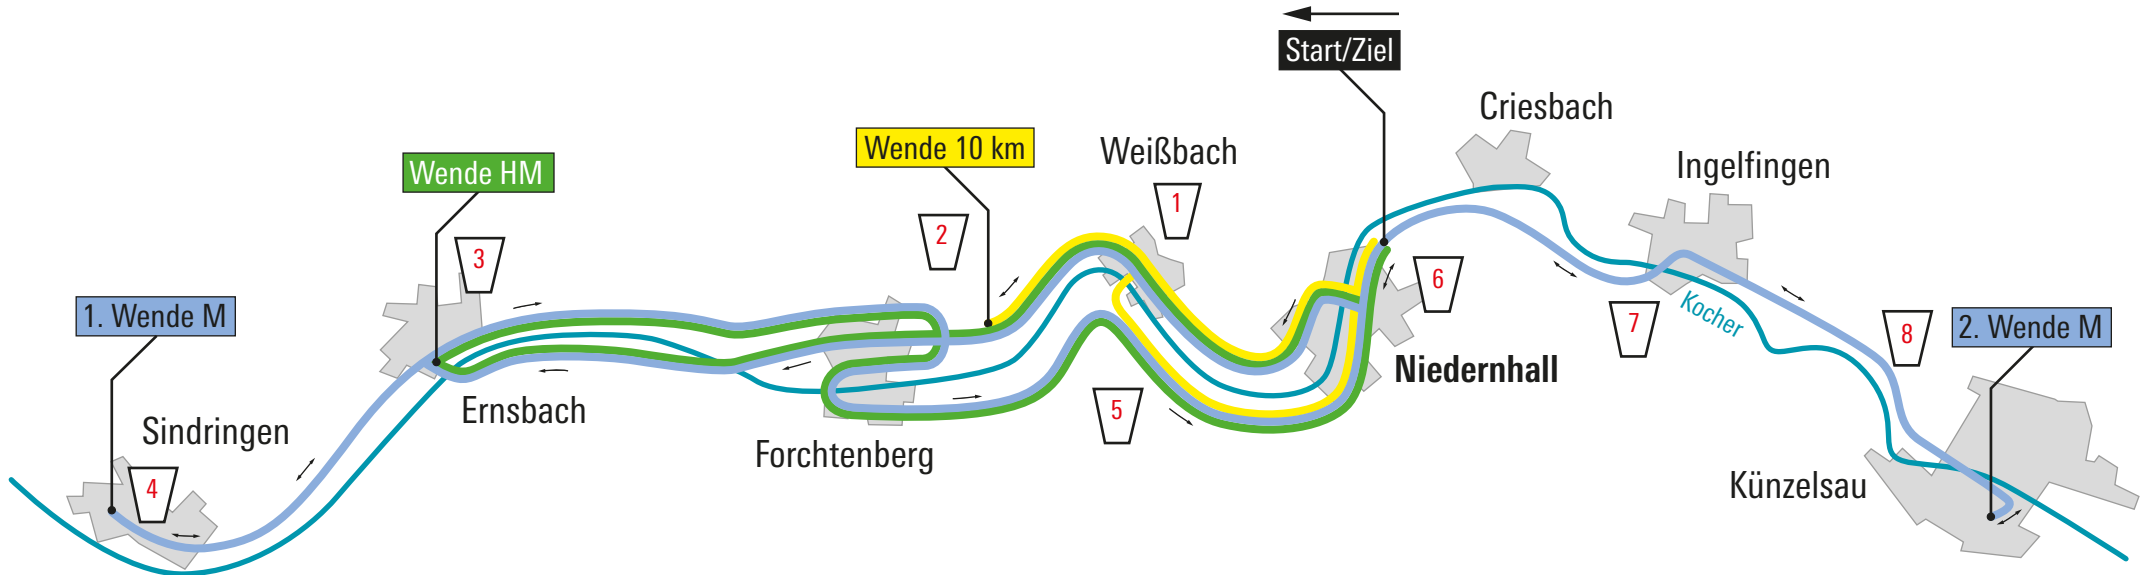 Start/Ziel
Criesbach
Wende 10 km
Weißbach
Ingelfingen
Wende HM
1
2
3
6
1. Wende M
7
Kocher
8
2. Wende M
Niedernhall
Ernsbach
5
Sindringen
Forchtenberg
4
Künzelsau